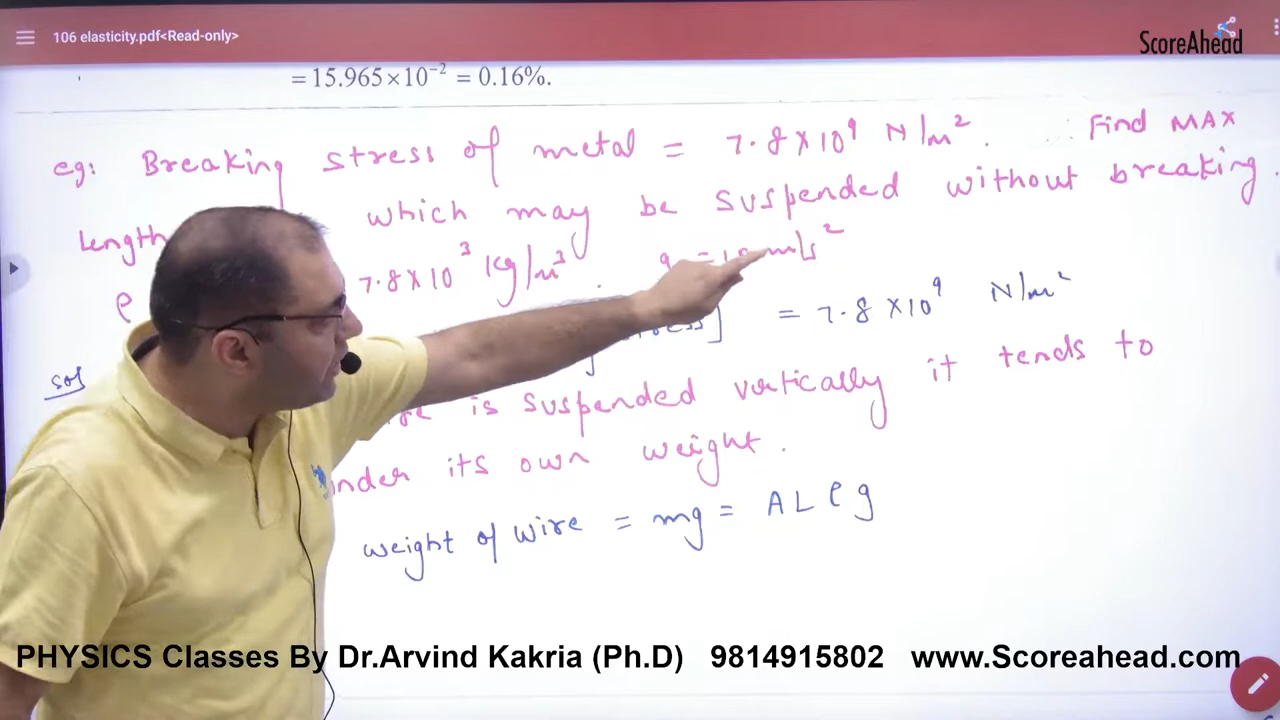 106 elasticity.pdf<Read-only>
ScoreAhead
= 15.965×10⁻² = 0.16%.
eg: Breaking stress of metal = 7.8×10⁹ N/m². Find MAX
length which may be suspended without breaking.
ρ 7.8×10³ Kg/m³. m/s²
= 7.8×10⁹ N/m²
Sol is suspended vertically it tends to
its own weight.
weight of wire = mg = ALρg
PHYSICS Classes By Dr.Arvind Kakria (Ph.D) 9814915802 www.Scoreahead.com